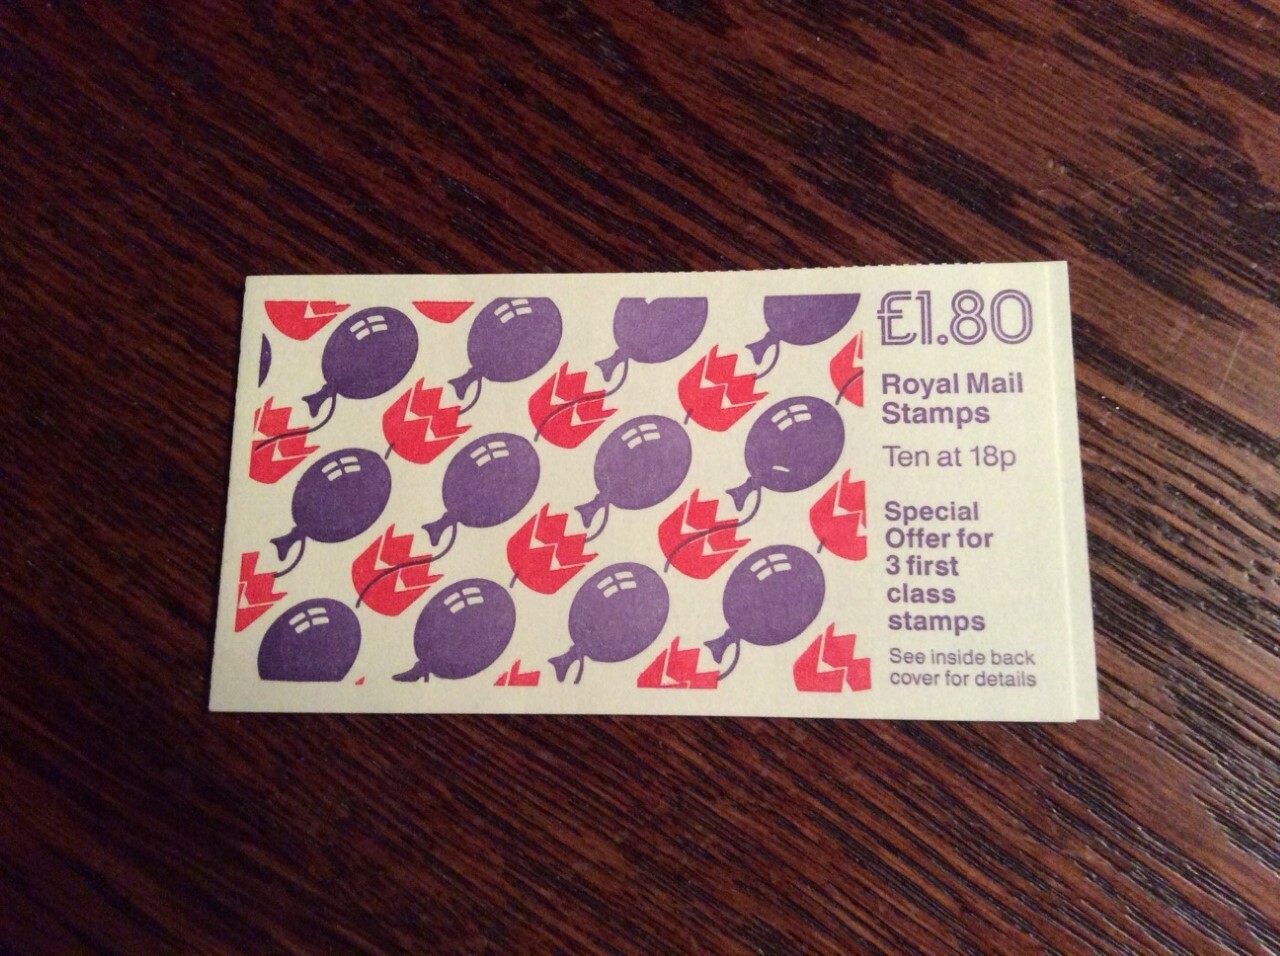 £1.80
Royal Mail
Stamps
Ten at 18p
Special
Offer for
3 first
class
stamps
See inside back
cover for details